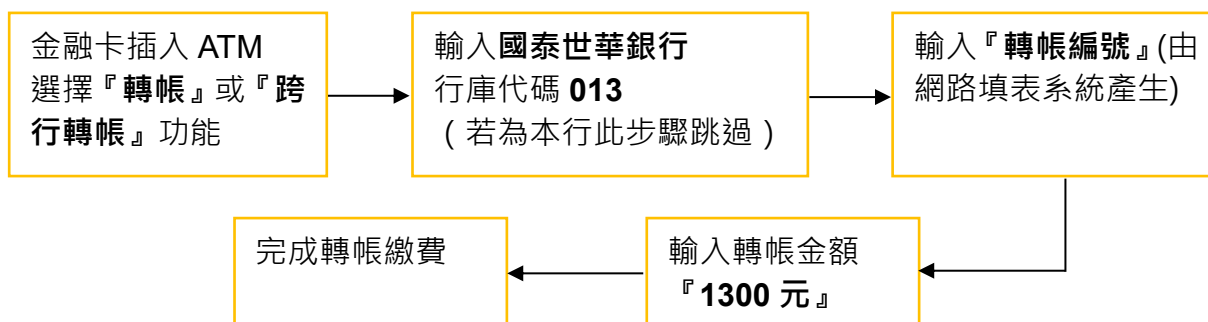 金融卡插入 ATM
選擇『轉帳』或『跨
行轉帳』功能
輸入國泰世華銀行
行庫代碼 013
（若為本行此步驟跳過）
輸入『轉帳編號』(由
網路填表系統產生)
輸入轉帳金額
『1300 元』
完成轉帳繳費